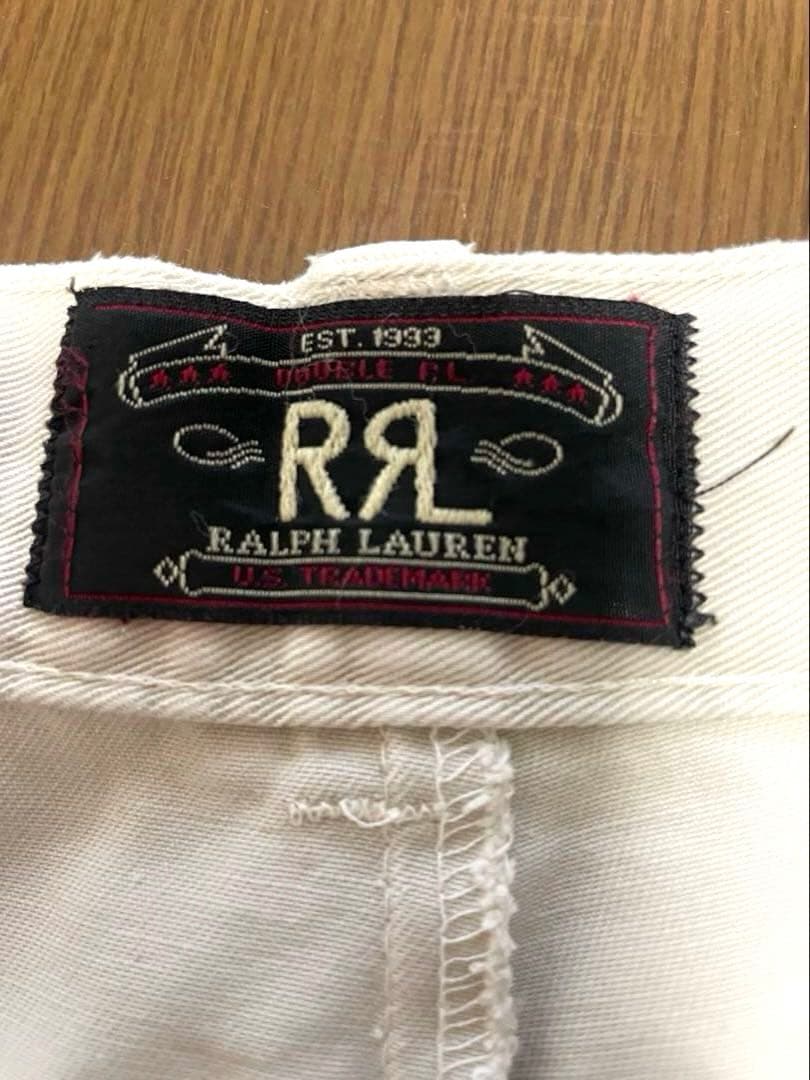 EST. 1993
DOUBLE RL
RRL
RALPH LAUREN
U.S. TRADEMARK